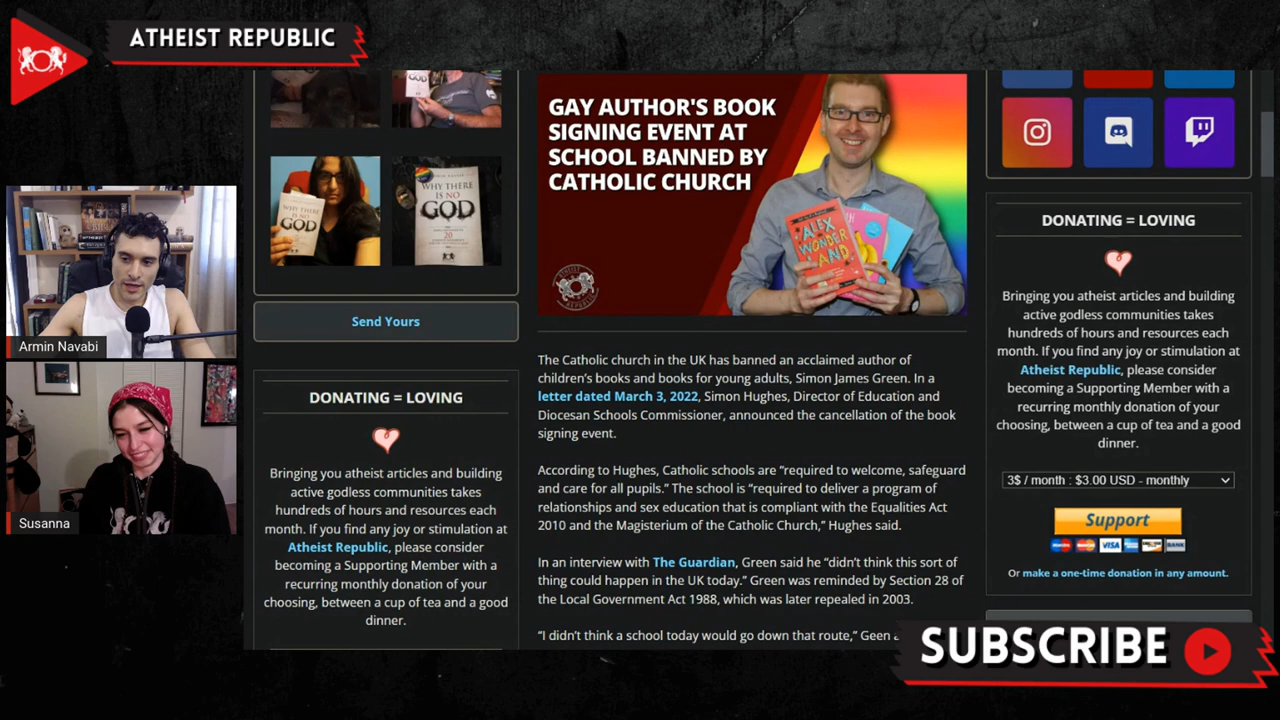 ATHEIST REPUBLIC
Armin Navabi
Susanna
GOD
WHY THERE
IS NO
GOD
WHY THERE
IS NO
GOD
20
Send Yours
DONATING = LOVING
Bringing you atheist articles and building
active godless communities takes
hundreds of hours and resources each
month. If you find any joy or stimulation at
Atheist Republic, please consider
becoming a Supporting Member with a
recurring monthly donation of your
choosing, between a cup of tea and a good
dinner.
GAY AUTHOR'S BOOK
SIGNING EVENT AT
SCHOOL BANNED BY
CATHOLIC CHURCH
ALEX
WONDER
LAND
The Catholic church in the UK has banned an acclaimed author of
children's books and books for young adults, Simon James Green. In a
letter dated March 3, 2022, Simon Hughes, Director of Education and
Diocesan Schools Commissioner, announced the cancellation of the book
signing event.
According to Hughes, Catholic schools are “required to welcome, safeguard
and care for all pupils.” The school is “required to deliver a program of
relationships and sex education that is compliant with the Equalities Act
2010 and the Magisterium of the Catholic Church,” Hughes said.
In an interview with The Guardian, Green said he “didn't think this sort of
thing could happen in the UK today.” Green was reminded by Section 28 of
the Local Government Act 1988, which was later repealed in 2003.
“I didn't think a school today would go down that route,” Geen
DONATING = LOVING
Bringing you atheist articles and building
active godless communities takes
hundreds of hours and resources each
month. If you find any joy or stimulation at
Atheist Republic, please consider
becoming a Supporting Member with a
recurring monthly donation of your
choosing, between a cup of tea and a good
dinner.
3$ / month : $3.00 USD - monthly
Support
VISA
BANK
Or make a one-time donation in any amount.
SUBSCRIBE